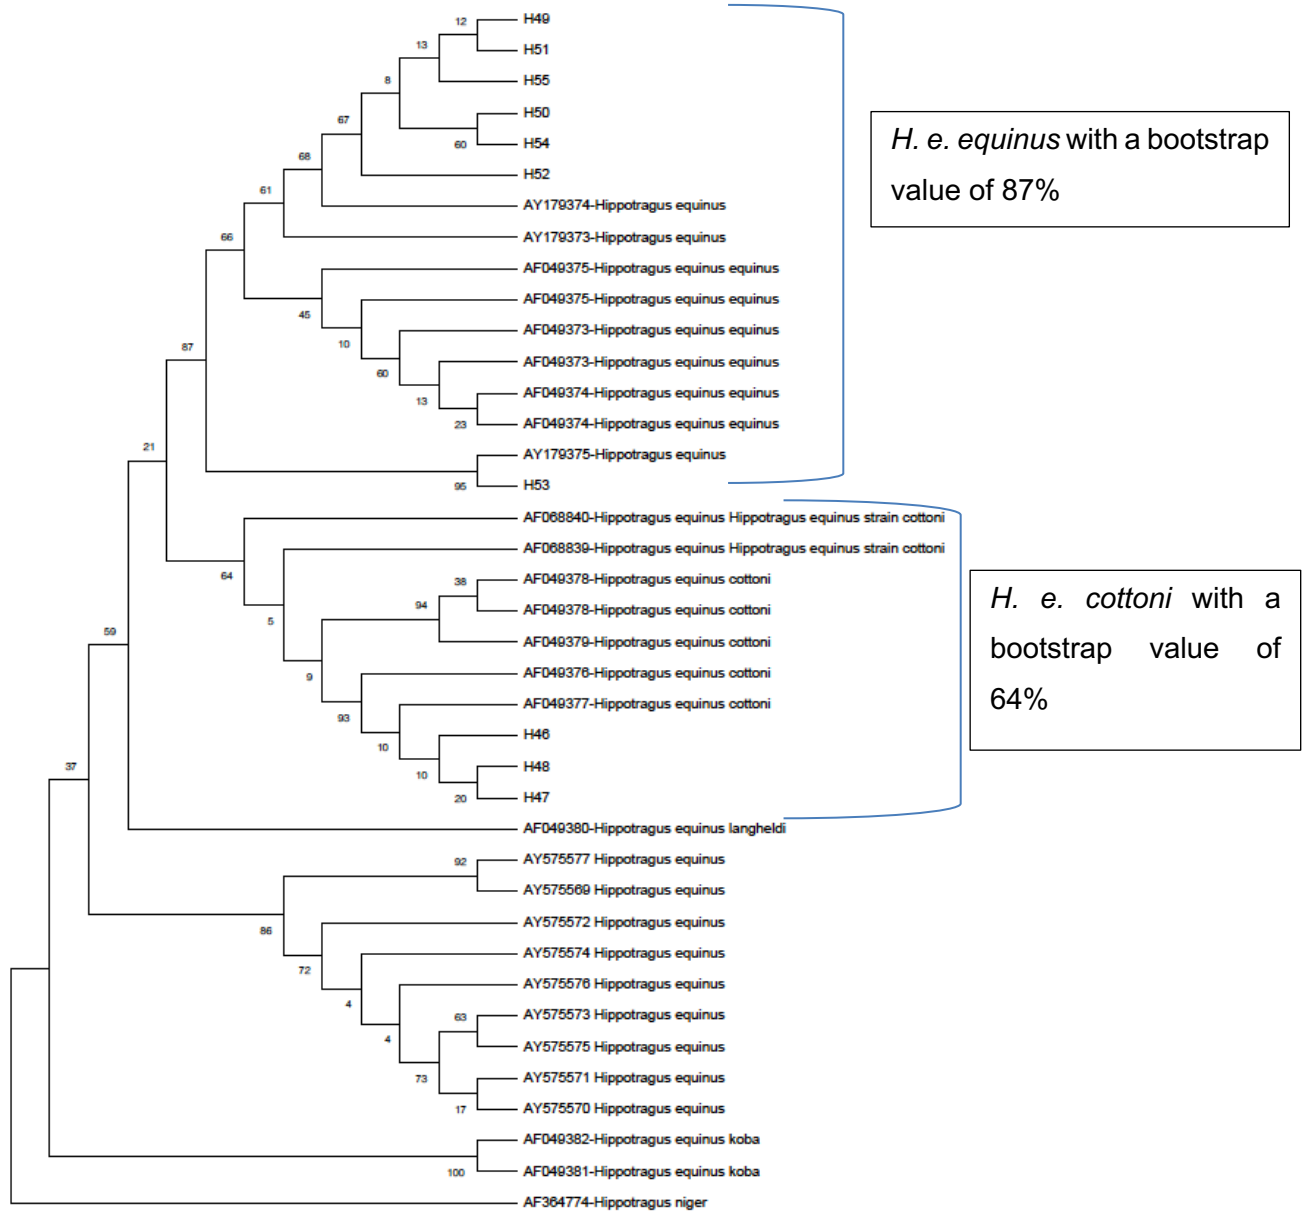 12
H49
13
H51
8
H55
67
H50
60
H54
68
H52
61
AY179374-Hippotragus equinus
66
AY179373-Hippotragus equinus
AF049375-Hippotragus equinus equinus
45
AF049375-Hippotragus equinus equinus
10
AF049373-Hippotragus equinus equinus
87
60
AF049373-Hippotragus equinus equinus
13
AF049374-Hippotragus equinus equinus
23
AF049374-Hippotragus equinus equinus
21
AY179375-Hippotragus equinus
95
H53
H. e. equinus with a bootstrap
value of 87%
AF068840-Hippotragus equinus Hippotragus equinus strain cottoni
64
AF068839-Hippotragus equinus Hippotragus equinus strain cottoni
5
38
AF049378-Hippotragus equinus cottoni
94
AF049378-Hippotragus equinus cottoni
59
AF049379-Hippotragus equinus cottoni
9
AF049376-Hippotragus equinus cottoni
93
AF049377-Hippotragus equinus cottoni
10
H46
10
H48
20
H47
H. e. cottoni with a
bootstrap value of
64%
37
AF049380-Hippotragus equinus langheldi
92
AY575577 Hippotragus equinus
AY575569 Hippotragus equinus
86
AY575572 Hippotragus equinus
72
AY575574 Hippotragus equinus
4
AY575576 Hippotragus equinus
4
63
AY575573 Hippotragus equinus
AY575575 Hippotragus equinus
73
AY575571 Hippotragus equinus
17
AY575570 Hippotragus equinus
AF049382-Hippotragus equinus koba
100
AF049381-Hippotragus equinus koba
AF364774-Hippotragus niger